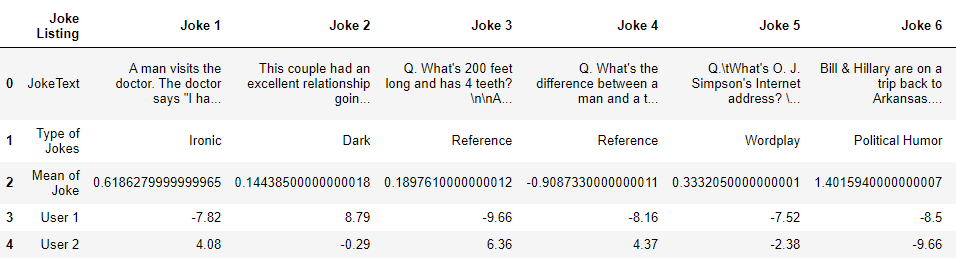 Joke Listing Joke 1 Joke 2 Joke 3 Joke 4 Joke 5 Joke 6
0 JokeText A man visits the doctor. The doctor says "I ha... This couple had an excellent relationship goin... Q. What's 200 feet long and has 4 teeth? \n\nA... Q. What's the difference between a man and a t... Q.\tWhat's O. J. Simpson's Internet address? \... Bill & Hillary are on a trip back to Arkansas....
1 Type of Jokes Ironic Dark Reference Reference Wordplay Political Humor
2 Mean of Joke 0.6186279999999965 0.14438500000000018 0.1897610000000012 -0.9087330000000011 0.3332050000000001 1.4015940000000007
3 User 1 -7.82 8.79 -9.66 -8.16 -7.52 -8.5
4 User 2 4.08 -0.29 6.36 4.37 -2.38 -9.66